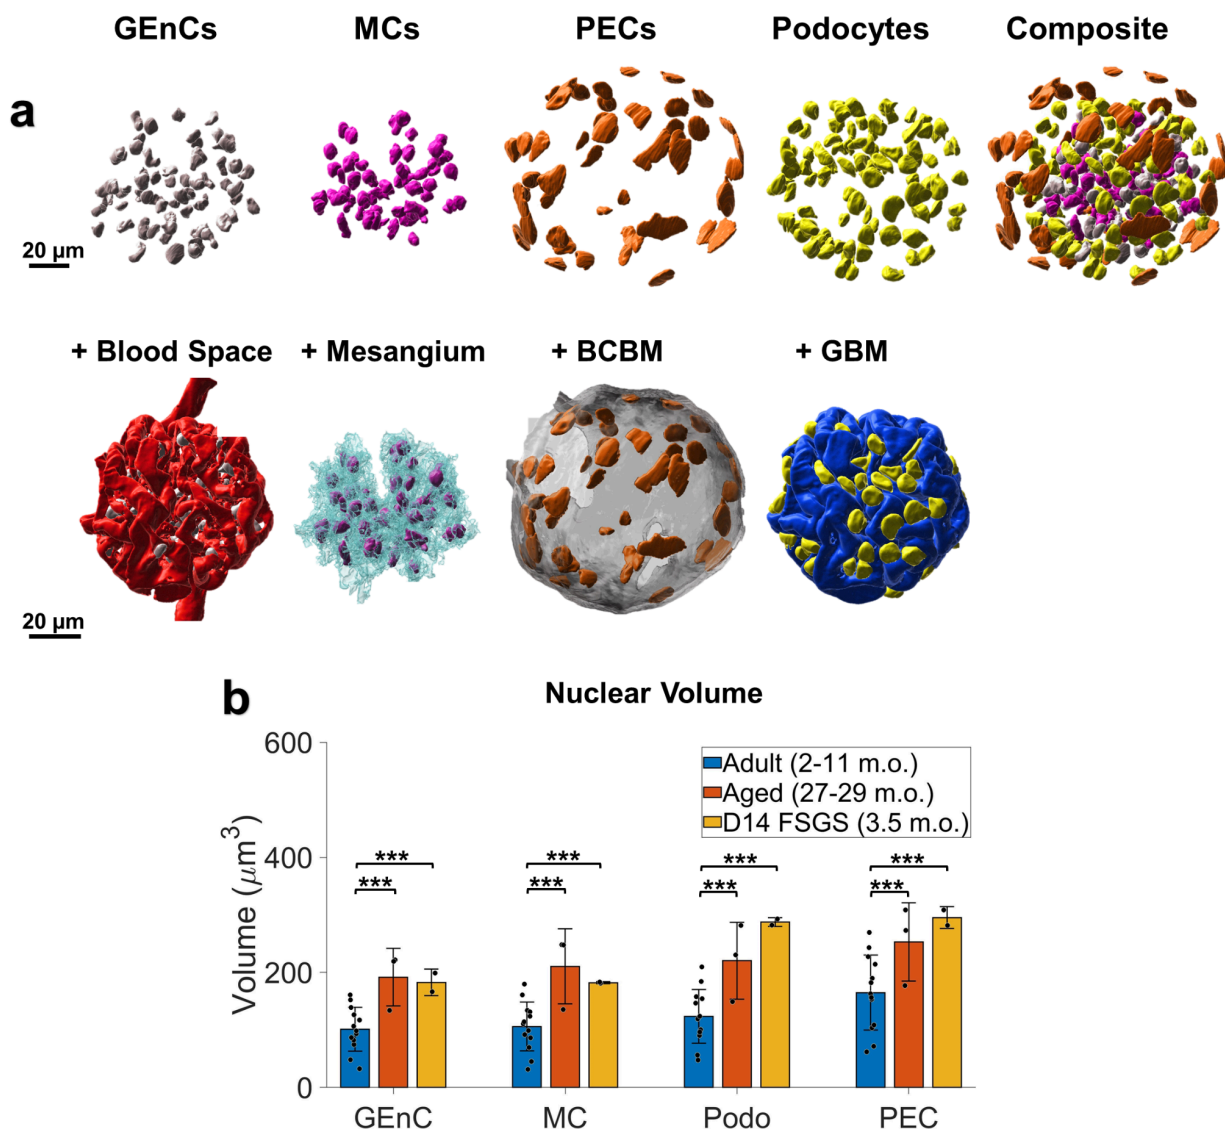 GEnCs MCs PECs Podocytes Composite
a
20 μm
+ Blood Space + Mesangium + BCBM + GBM
20 μm
b
Nuclear Volume
Volume (μm³)
600
400
200
0
Adult (2-11 m.o.)
Aged (27-29 m.o.)
D14 FSGS (3.5 m.o.)
*** *** *** ***
*** *** *** ***
GEnC MC Podo PEC